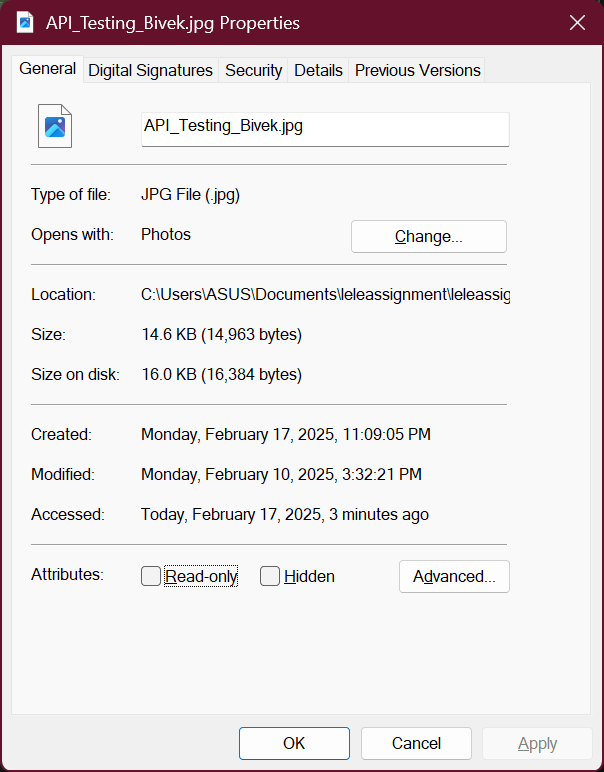 API_Testing_Bivek.jpg Properties
General Digital Signatures Security Details Previous Versions
API_Testing_Bivek.jpg
Type of file: JPG File (.jpg)
Opens with: Photos Change...
Location: C:\Users\ASUS\Documents\leleassignment\leleassig
Size: 14.6 KB (14,963 bytes)
Size on disk: 16.0 KB (16,384 bytes)
Created: Monday, February 17, 2025, 11:09:05 PM
Modified: Monday, February 10, 2025, 3:32:21 PM
Accessed: Today, February 17, 2025, 3 minutes ago
Attributes: Read-only Hidden Advanced...
OK Cancel Apply